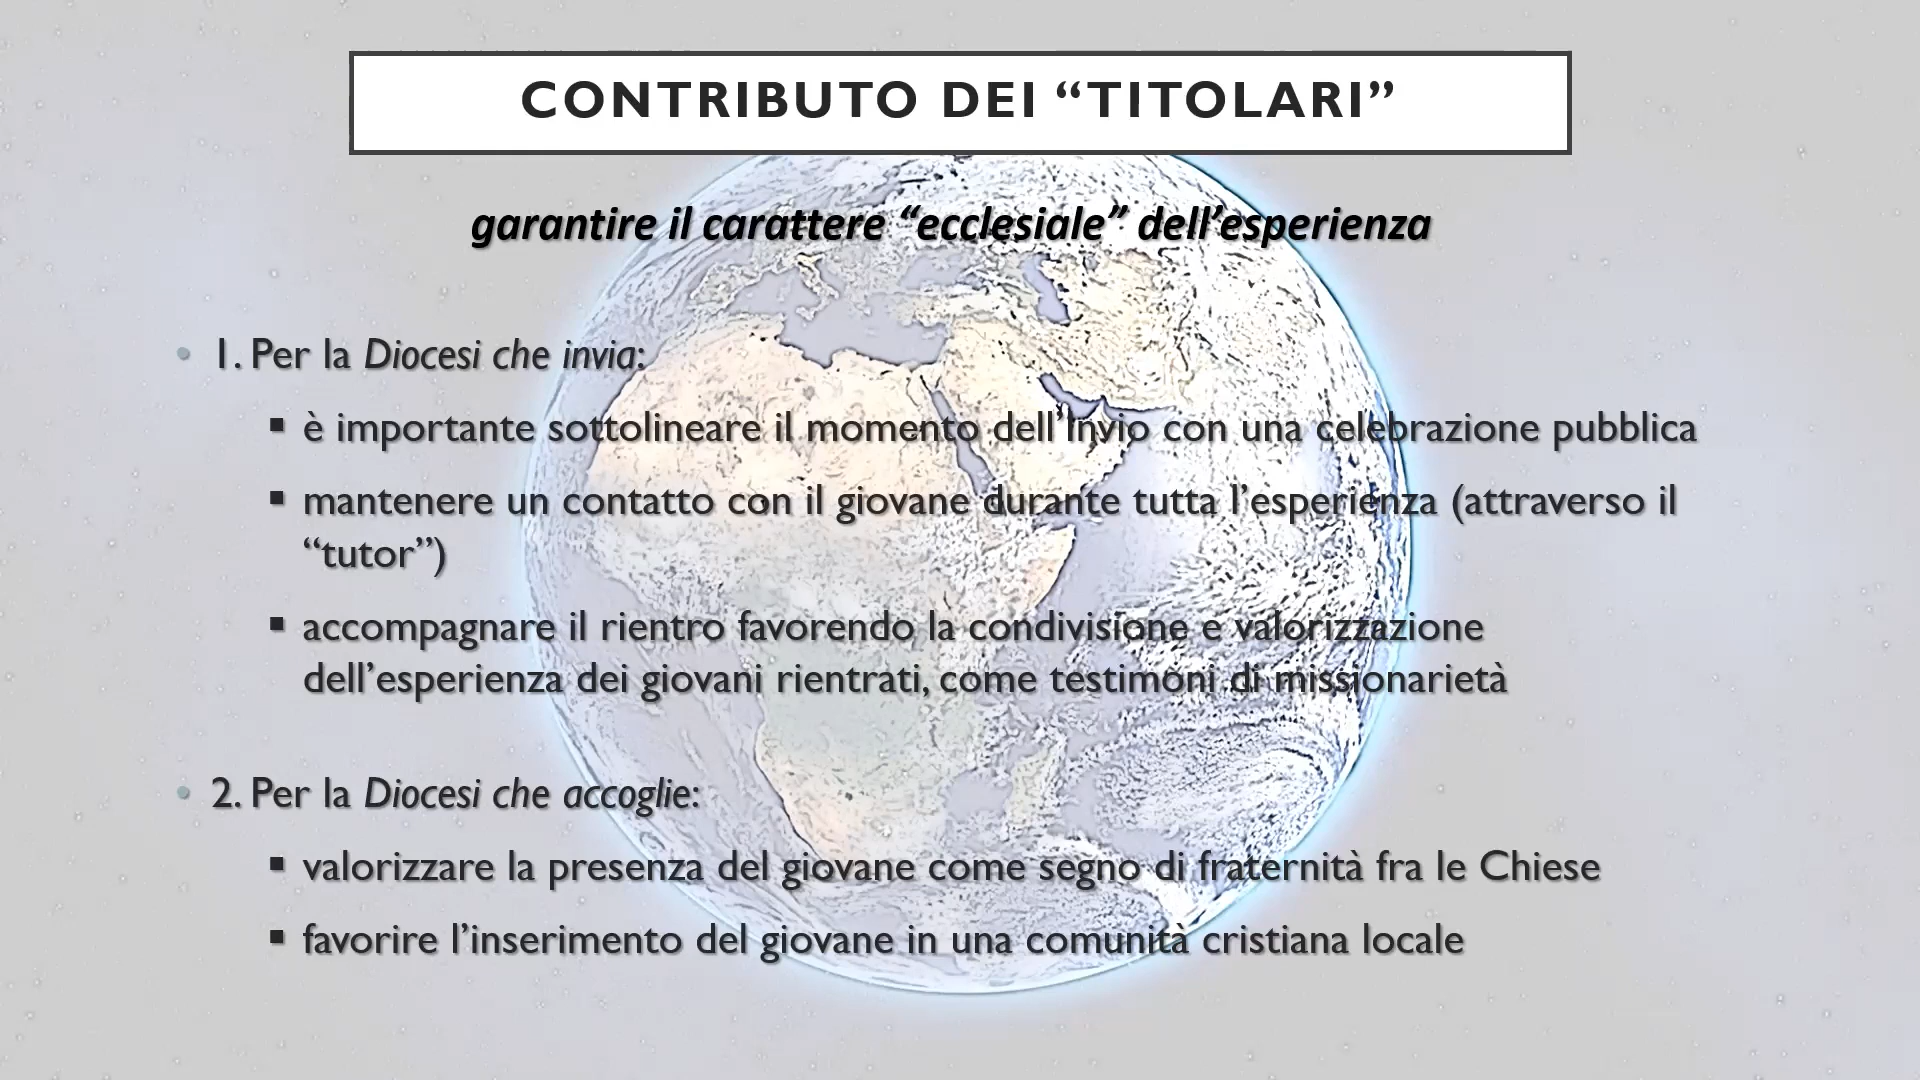 CONTRIBUTO DEI “TITOLARI”
garantire il carattere “ecclesiale” dell’esperienza
• 1. Per la Diocesi che invia:
▪ è importante sottolineare il momento dell’Invio con una celebrazione pubblica
▪ mantenere un contatto con il giovane durante tutta l’esperienza (attraverso il
“tutor”)
▪ accompagnare il rientro favorendo la condivisione e valorizzazione
dell’esperienza dei giovani rientrati, come testimoni di missionarietà
• 2. Per la Diocesi che accoglie:
▪ valorizzare la presenza del giovane come segno di fraternità fra le Chiese
▪ favorire l’inserimento del giovane in una comunità cristiana locale